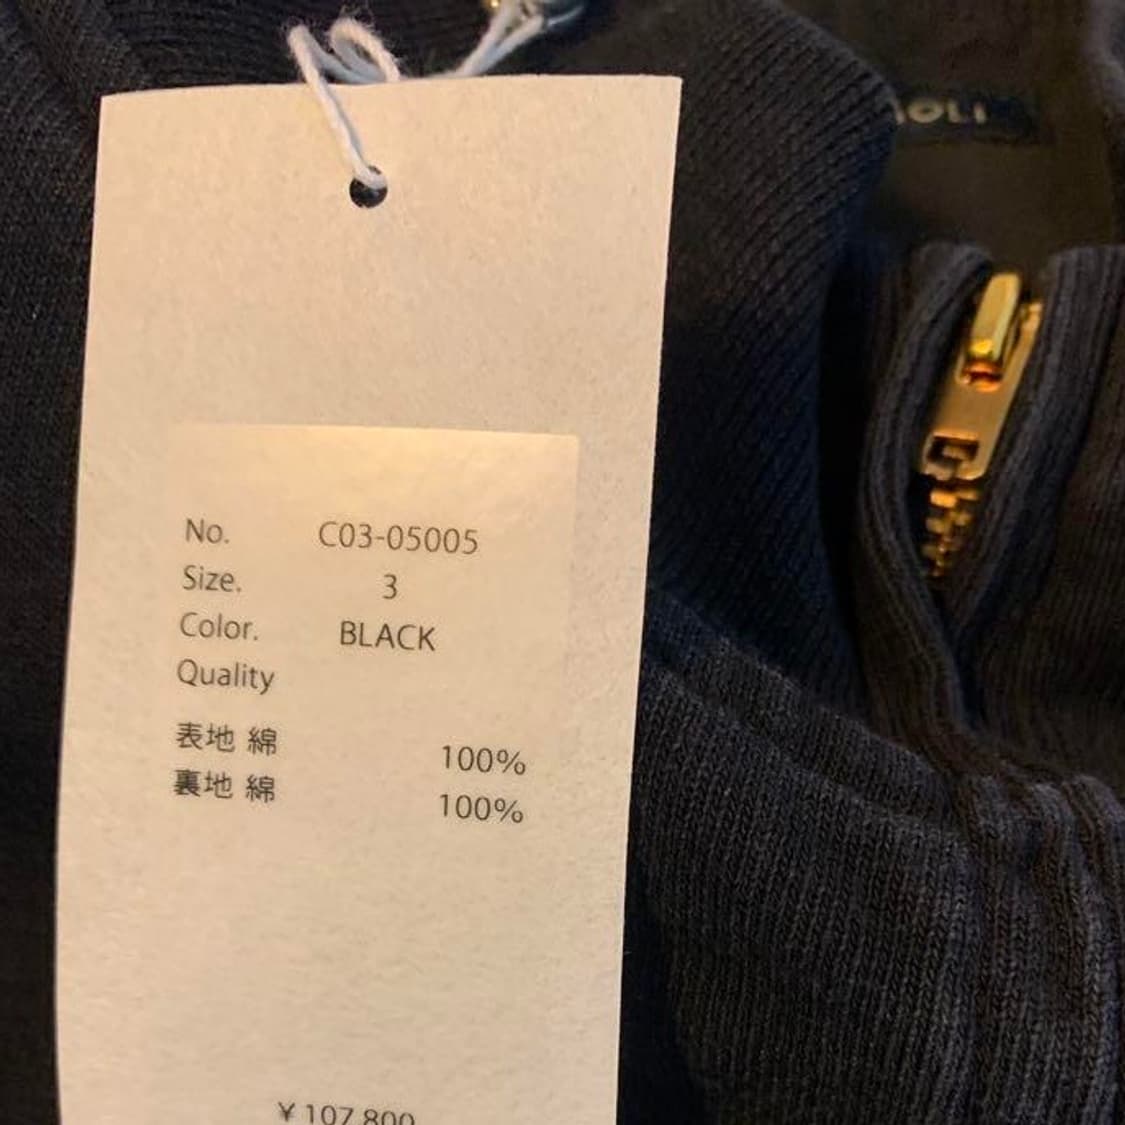 No. C03-05005
Size. 3
Color. BLACK
Quality
表地 綿 100%
裏地 綿 100%
¥107,800